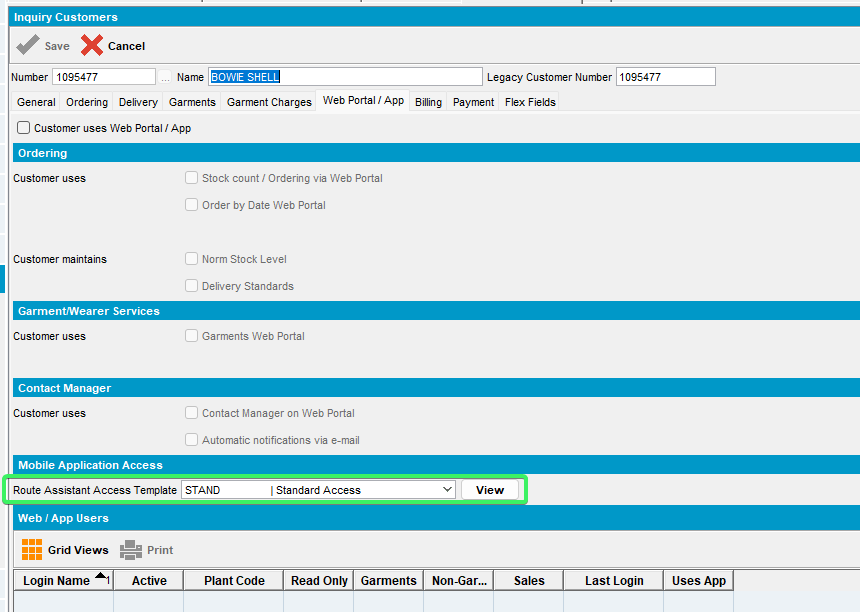 Inquiry Customers
Save Cancel
Number 1095477 ... Name BOWIE SHELL Legacy Customer Number 1095477
General Ordering Delivery Garments Garment Charges Web Portal / App Billing Payment Flex Fields
Customer uses Web Portal / App
Ordering
Customer uses Stock count / Ordering via Web Portal
Order by Date Web Portal
Customer maintains Norm Stock Level
Delivery Standards
Garment/Wearer Services
Customer uses Garments Web Portal
Contact Manager
Customer uses Contact Manager on Web Portal
Automatic notifications via e-mail
Mobile Application Access
Route Assistant Access Template STAND | Standard Access View
Web / App Users
Grid Views Print
Login Name 1 Active Plant Code Read Only Garments Non-Gar... Sales Last Login Uses App